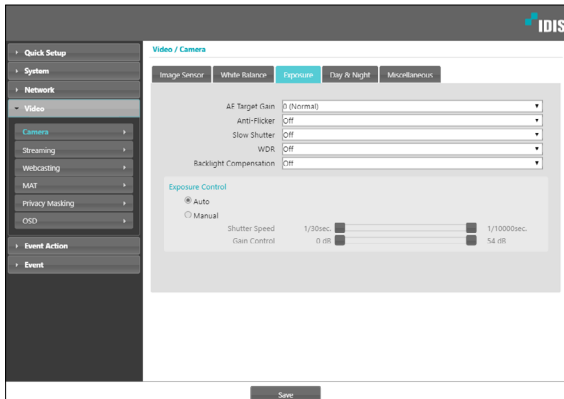 IDIS
Quick Setup
System
Network
Video
Camera
Streaming
Webcasting
MAT
Privacy Masking
OSD
Event Action
Event
Video / Camera
Image Sensor White Balance Exposure Day & Night Miscellaneous
AE Target Gain 0 (Normal)
Anti-Flicker Off
Slow Shutter Off
WDR Off
Backlight Compensation Off
Exposure Control
Auto
Manual
Shutter Speed 1/30sec. 1/10000sec.
Gain Control 0 dB 54 dB
Save